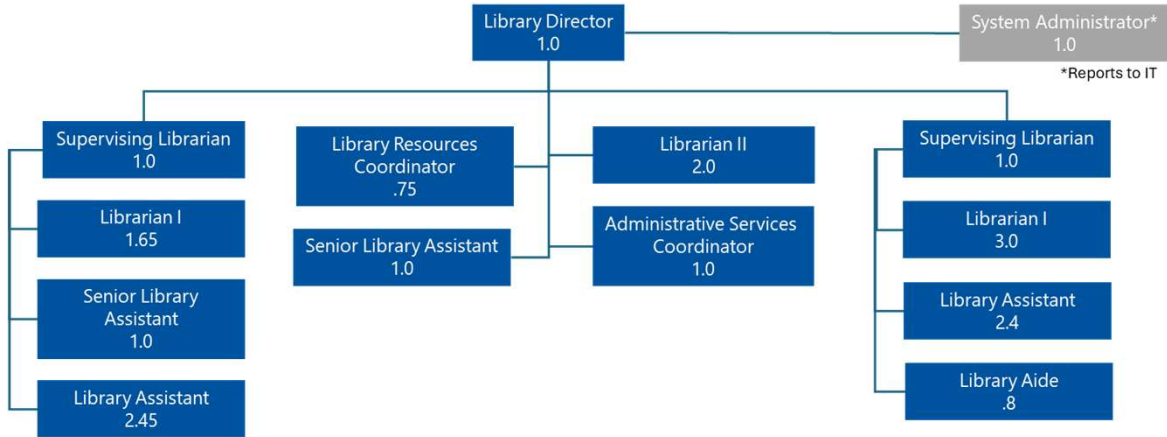 Library Director
1.0
System Administrator*
1.0
*Reports to IT
Supervising Librarian
1.0
Librarian I
1.65
Senior Library
Assistant
1.0
Library Assistant
2.45
Library Resources
Coordinator
.75
Senior Library Assistant
1.0
Librarian II
2.0
Administrative Services
Coordinator
1.0
Supervising Librarian
1.0
Librarian I
3.0
Library Assistant
2.4
Library Aide
.8